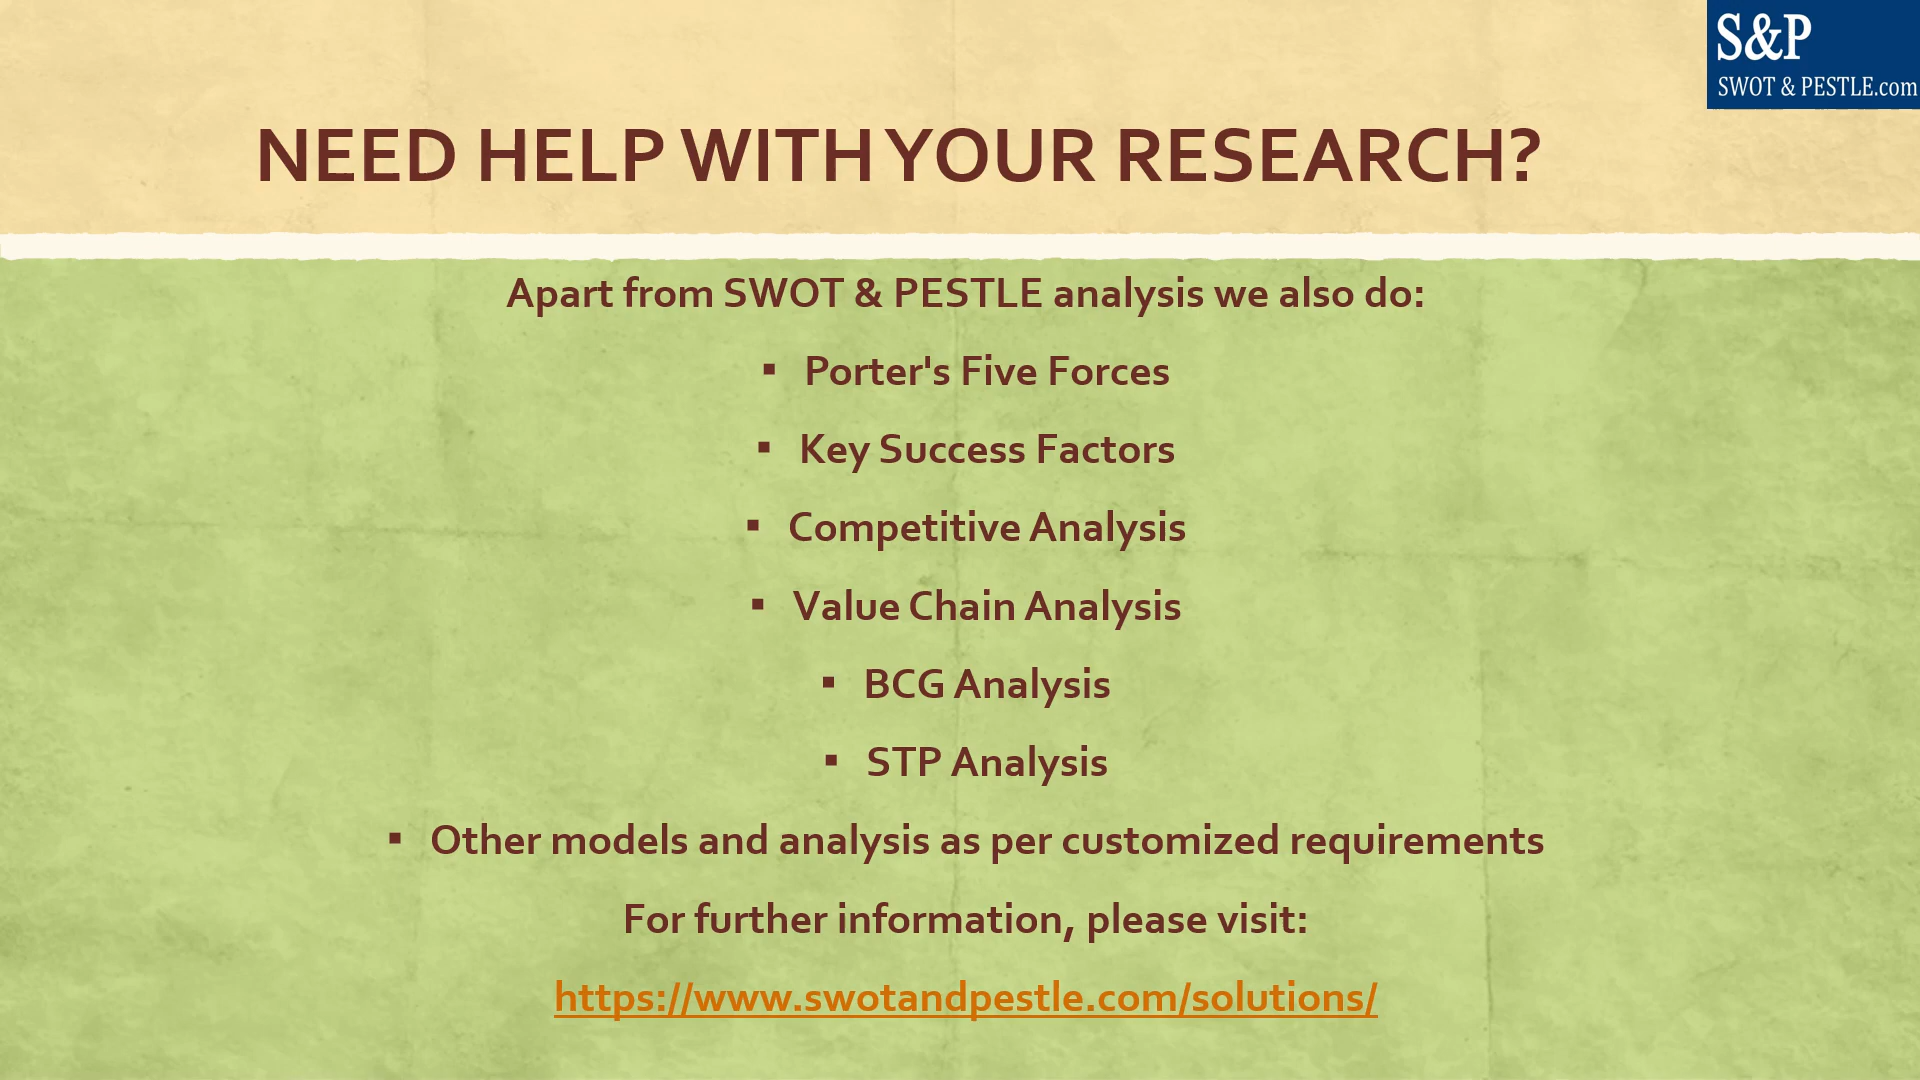 S&P
SWOT & PESTLE.com
NEED HELP WITH YOUR RESEARCH?
Apart from SWOT & PESTLE analysis we also do:
▪ Porter's Five Forces
▪ Key Success Factors
▪ Competitive Analysis
▪ Value Chain Analysis
▪ BCG Analysis
▪ STP Analysis
▪ Other models and analysis as per customized requirements
For further information, please visit:
https://www.swotandpestle.com/solutions/